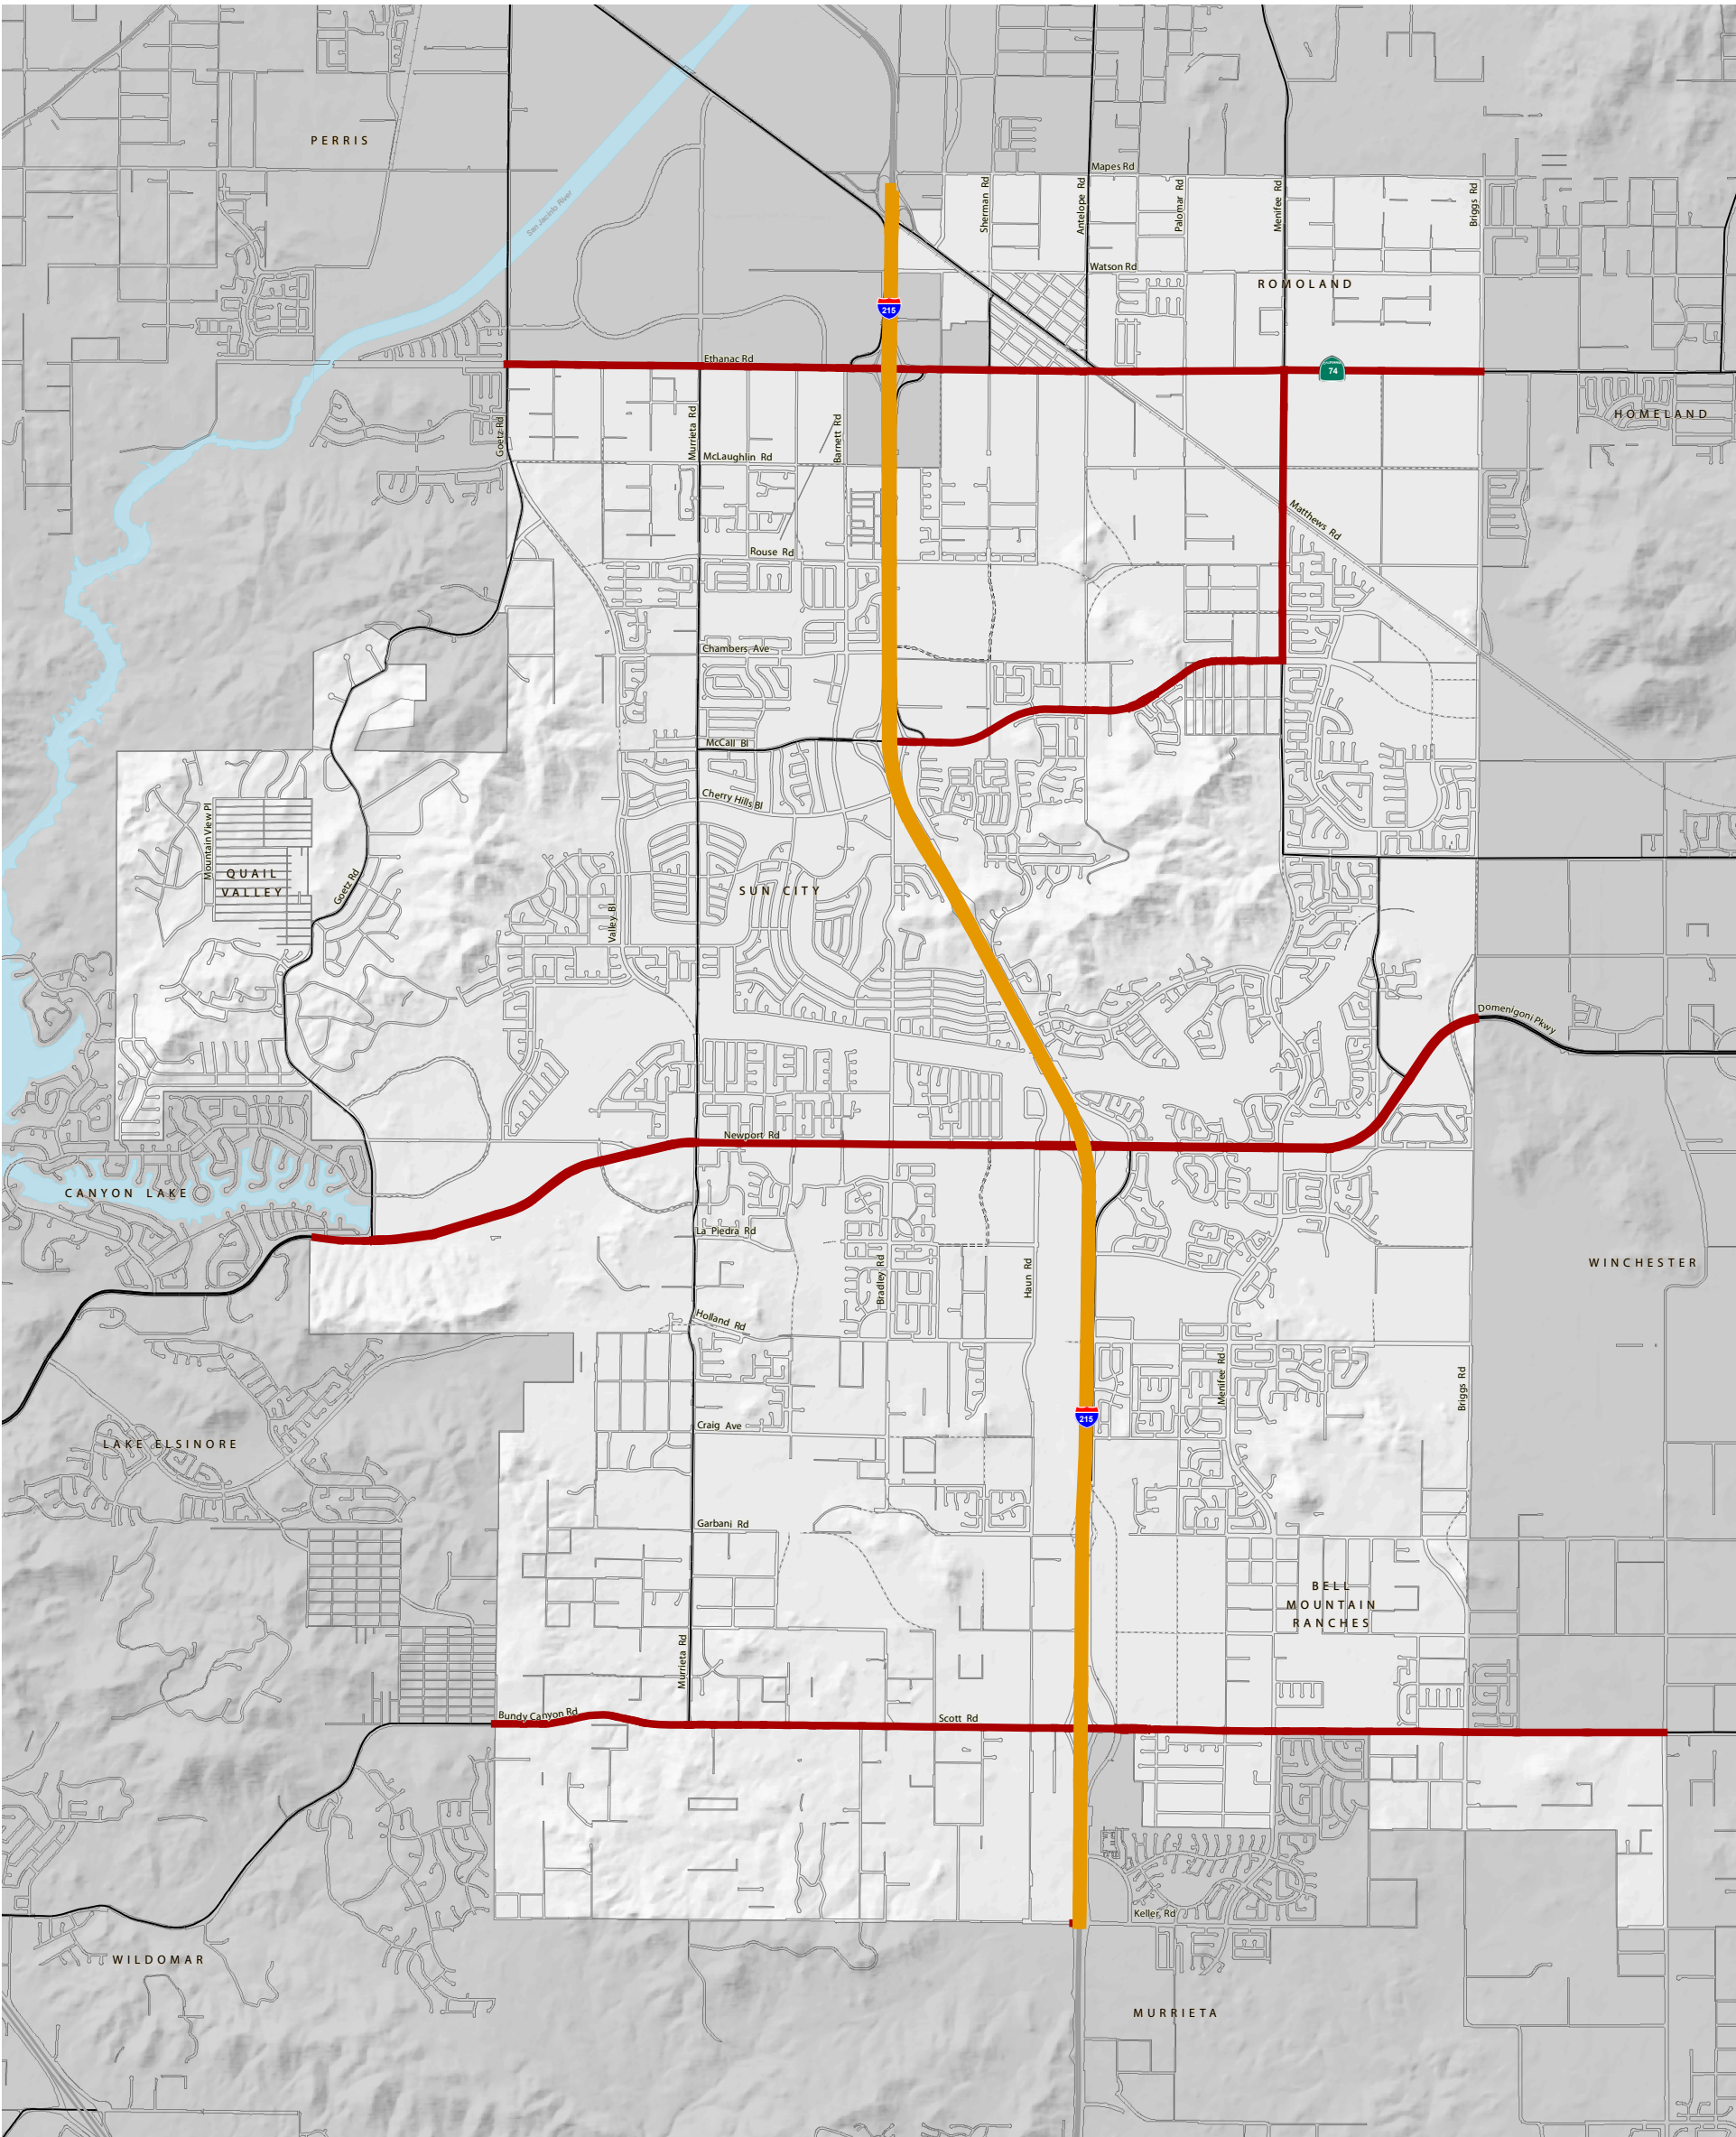 PERRIS
Mapes Rd
Sherman Rd
Antelope Rd
Palomar Rd
Menifee Rd
Briggs Rd
San Jacinto River
Watson Rd
ROMOLAND
215
Ethanac Rd
CALIFORNIA
74
HOMELAND
Goetz Rd
Murrieta Rd
Barnett Rd
McLaughlin Rd
Matthews Rd
Rouse Rd
Chambers Ave
McCall Bl
Cherry Hills Bl
Mountain View Pl
QUAIL
VALLEY
Goetz Rd
SUN CITY
Valley Bl
Domenigoni Pkwy
Newport Rd
CANYON LAKE
La Piedra Rd
Bradley Rd
Haun Rd
WINCHESTER
Holland Rd
Menifee Rd
Briggs Rd
215
Craig Ave
LAKE ELSINORE
Garbani Rd
BELL
MOUNTAIN
RANCHES
Murrieta Rd
Bundy Canyon Rd
Scott Rd
Keller Rd
WILDOMAR
MURRIETA